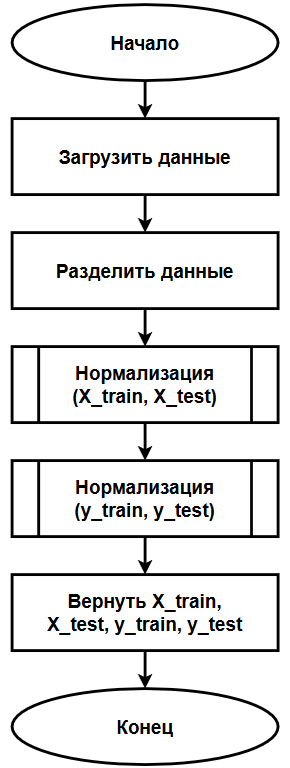 Начало
Загрузить данные
Разделить данные
Нормализация
(X_train, X_test)
Нормализация
(y_train, y_test)
Вернуть X_train,
X_test, y_train, y_test
Конец